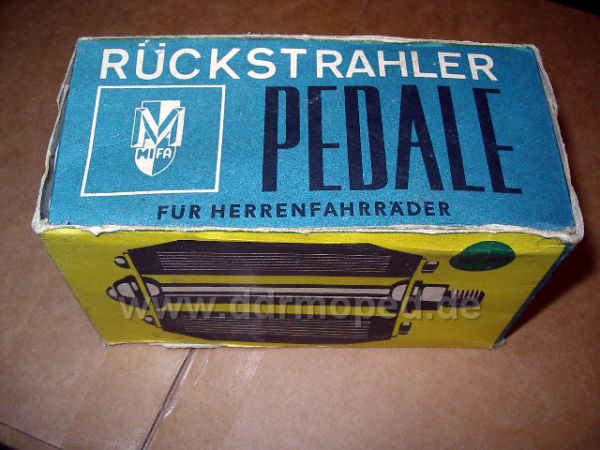 RÜCKSTRAHLER
PEDALE
M
MIFA
FÜR HERRENFAHRRÄDER
www.ddrmoped.de